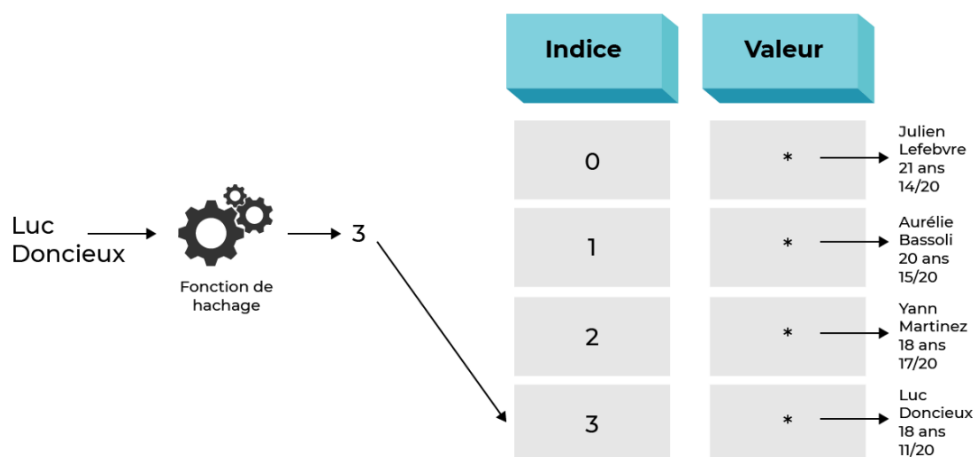 Indice
Valeur
Luc
Doncieux
Fonction de
hachage
3
0
*
Julien
Lefebvre
21 ans
14/20
1
*
Aurélie
Bassoli
20 ans
15/20
2
*
Yann
Martinez
18 ans
17/20
3
*
Luc
Doncieux
18 ans
11/20